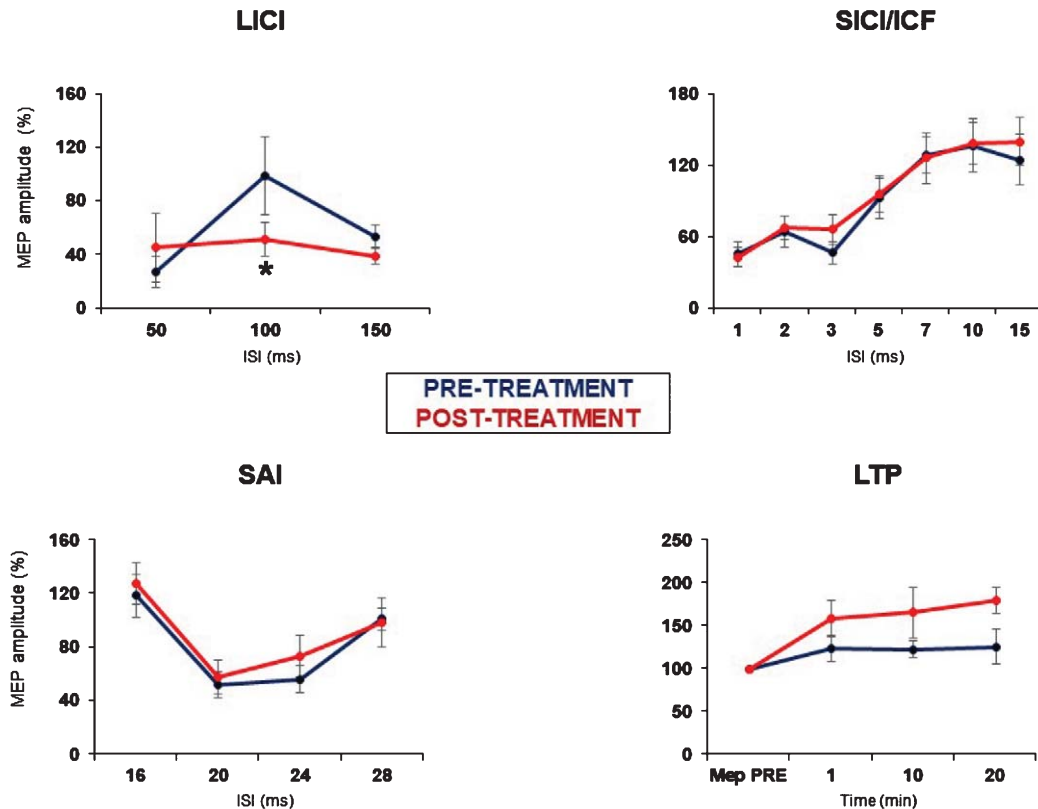 LICI
MEP amplitude (%)
160
120
80
40
0
*
50 100 150
ISI (ms)
SICI/ICF
180
120
60
0
1 2 3 5 7 10 15
ISI (ms)
PRE-TREATMENT
POST-TREATMENT
SAI
MEP amplitude (%)
160
120
80
40
0
16 20 24 28
ISI (ms)
LTP
250
200
150
100
50
0
Mep PRE 1 10 20
Time (min)